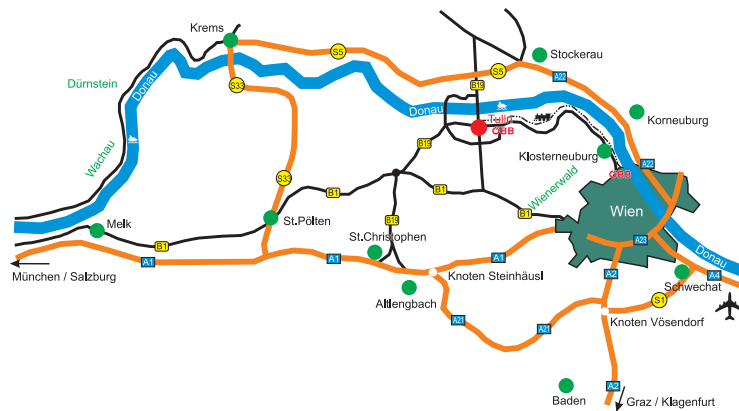 Krems
S5
S5
Stockerau
A22
S33
Dürnstein
Donau
B19
Donau
Tulln
ÖBB
Korneuburg
B19
Klosterneuburg
A22
ÖBB
Wachau
S33
B1
B1
Wienerwald
B1
Wien
Melk
B1
St.Pölten
B19
St.Christophen
A23
Donau
A1
A1
Knoten Steinhäusl
A2
A4
München / Salzburg
Schwechat
Altlengbach
S1
A21
A21
Knoten Vösendorf
A2
Baden
Graz / Klagenfurt